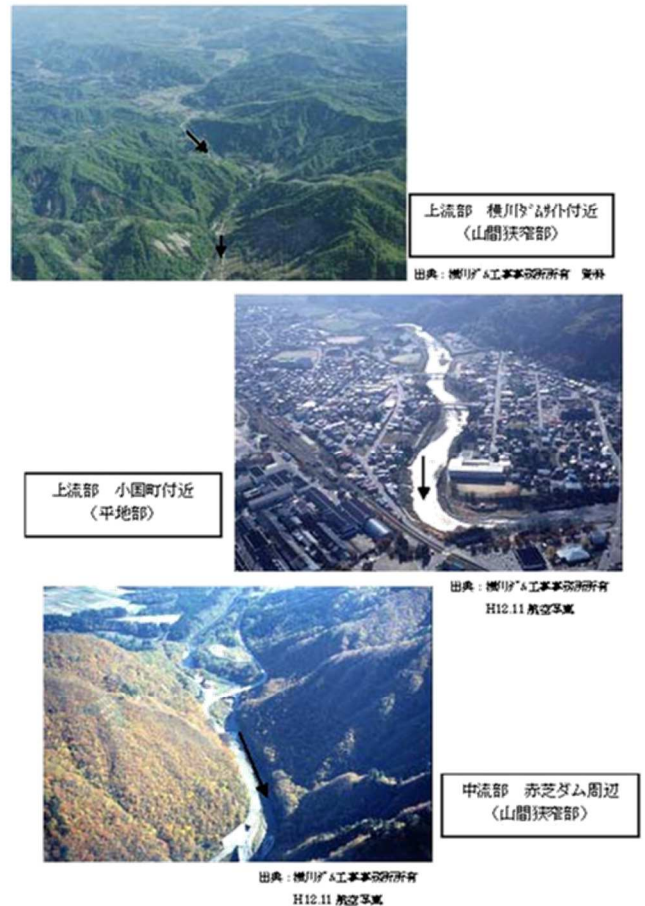 上流部　横川ﾀﾞﾑｻｲﾄ付近
（山間狭窄部）
出典：横川ﾀﾞﾑ工事事務所所有　資料
上流部　小国町付近
（平地部）
出典：横川ﾀﾞﾑ工事事務所所有
H12.11 航空写真
中流部　赤芝ダム周辺
（山間狭窄部）
出典：横川ﾀﾞﾑ工事事務所所有
H12.11 航空写真